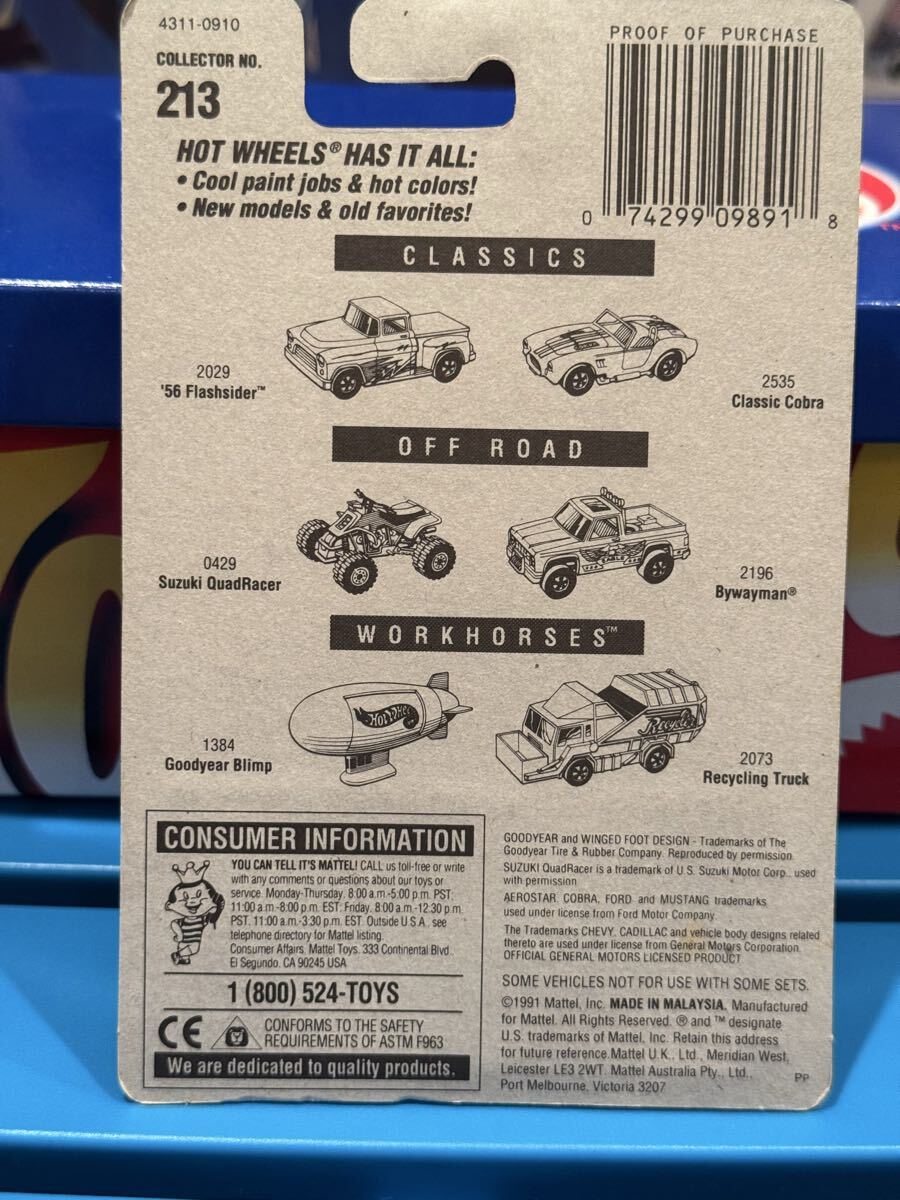 4311-0910
COLLECTOR NO.
213
PROOF OF PURCHASE
0 74299 09891 8
HOT WHEELS® HAS IT ALL:
• Cool paint jobs & hot colors!
• New models & old favorites!
CLASSICS
2029
'56 Flashsider™
2535
Classic Cobra
OFF ROAD
0429
Suzuki QuadRacer
2196
Bywayman®
WORKHORSES™
Hot Wheels
1384
Goodyear Blimp
Recycler
2073
Recycling Truck
CONSUMER INFORMATION
YOU CAN TELL IT'S MATTEL! CALL us toll-free or write
with any comments or questions about our toys or
service. Monday-Thursday, 8:00 a.m.-5:00 p.m. PST,
11:00 a.m.-8:00 p.m. EST; Friday, 8:00 a.m.-12:30 p.m.
PST, 11:00 a.m.-3:30 p.m. EST. Outside U.S.A., see
telephone directory for Mattel listing.
Consumer Affairs, Mattel Toys, 333 Continental Blvd.,
El Segundo, CA 90245 USA
1 (800) 524-TOYS
CE
CONFORMS TO THE SAFETY
REQUIREMENTS OF ASTM F963
We are dedicated to quality products.
GOODYEAR and WINGED FOOT DESIGN - Trademarks of The
Goodyear Tire & Rubber Company. Reproduced by permission.
SUZUKI QuadRacer is a trademark of U.S. Suzuki Motor Corp., used
with permission.
AEROSTAR, COBRA, FORD and MUSTANG trademarks
used under license from Ford Motor Company.
The Trademarks CHEVY, CADILLAC and vehicle body designs related
thereto are used under license from General Motors Corporation.
OFFICIAL GENERAL MOTORS LICENSED PRODUCT
SOME VEHICLES NOT FOR USE WITH SOME SETS.
©1991 Mattel, Inc. MADE IN MALAYSIA. Manufactured
for Mattel. All Rights Reserved. ® and ™ designate
U.S. trademarks of Mattel, Inc. Retain this address
for future reference. Mattel U.K., Ltd., Meridian West,
Leicester LE3 2WT. Mattel Australia Pty., Ltd.,
Port Melbourne, Victoria 3207
PP